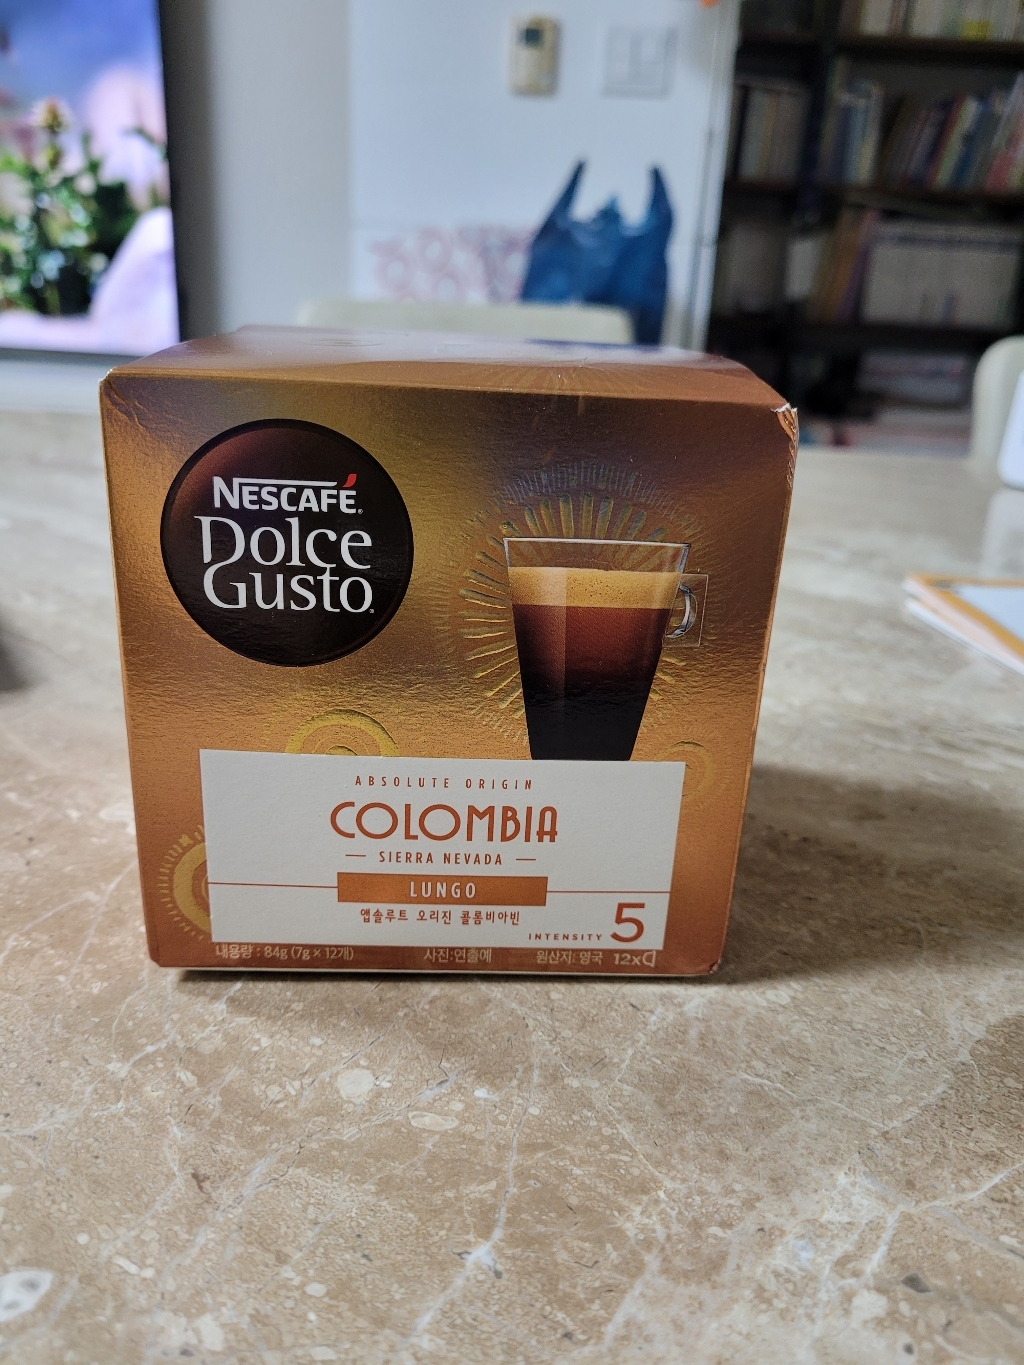 NESCAFÉ®
Dolce
Gusto®
ABSOLUTE ORIGIN
COLOMBIA
— SIERRA NEVADA —
LUNGO
앱솔루트 오리진 콜롬비아빈
INTENSITY 5
내용량 : 84g (7g x 12개) 사진:연출예 원산지: 영국 12x